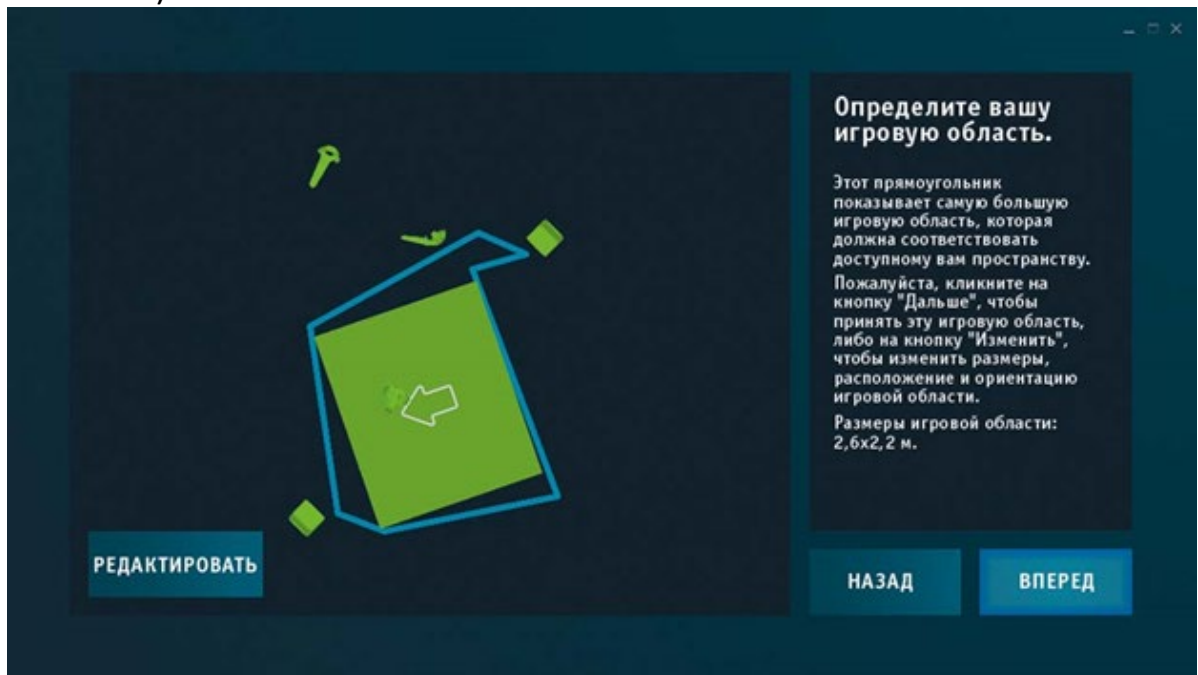 Определите вашу
игровую область.
Этот прямоугольник
показывает самую большую
игровую область, которая
должна соответствовать
доступному вам пространству.
Пожалуйста, кликните на
кнопку "Дальше", чтобы
принять эту игровую область,
либо на кнопку "Изменить",
чтобы изменить размеры,
расположение и ориентацию
игровой области.
Размеры игровой области:
2,6x2,2 м.
РЕДАКТИРОВАТЬ
НАЗАД
ВПЕРЕД